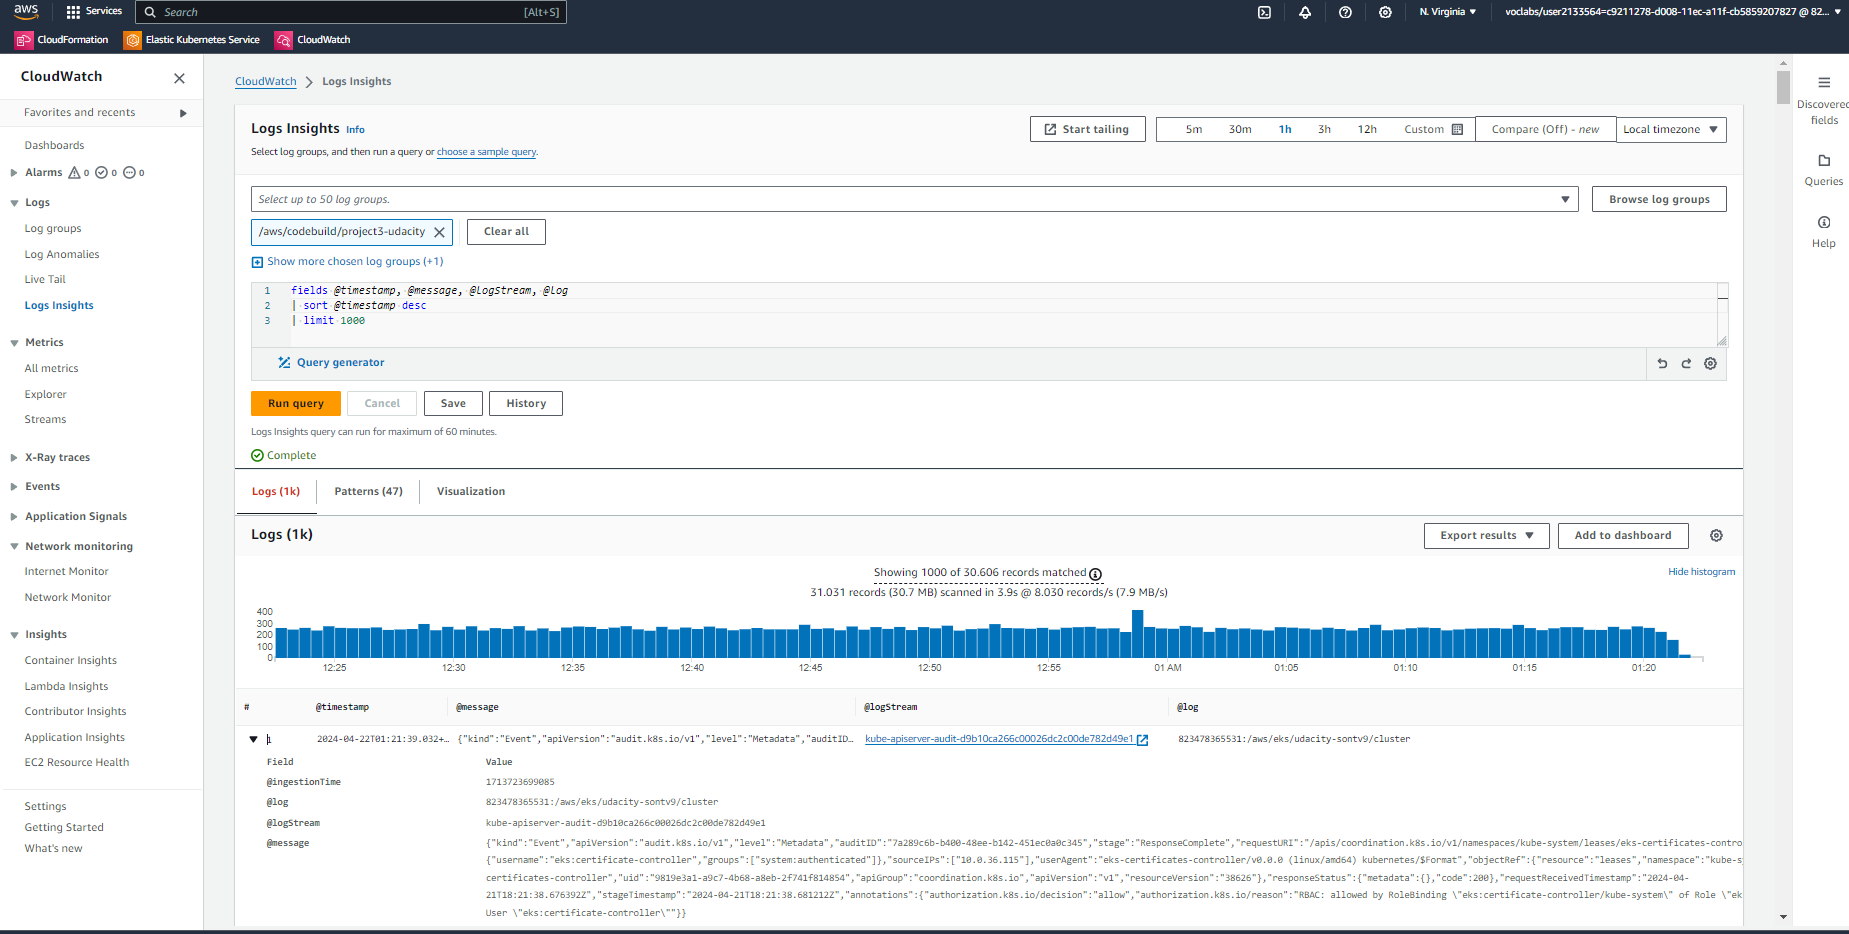 aws
Services
Search
[Alt+S]
N. Virginia
voclabs/user2133564=c9211278-d008-11ec-a11f-cb5859207827 @ 82...
CloudFormation
Elastic Kubernetes Service
CloudWatch
CloudWatch
Favorites and recents
Dashboards
Alarms 0 0 0
Logs
Log groups
Log Anomalies
Live Tail
Logs Insights
Metrics
All metrics
Explorer
Streams
X-Ray traces
Events
Application Signals
Network monitoring
Internet Monitor
Network Monitor
Insights
Container Insights
Lambda Insights
Contributor Insights
Application Insights
EC2 Resource Health
Settings
Getting Started
What's new
CloudWatch
Logs Insights
Logs Insights Info
Select log groups, and then run a query or choose a sample query.
Start tailing
5m 30m 1h 3h 12h Custom
Compare (Off) - new
Local timezone
Select up to 50 log groups.
Browse log groups
/aws/codebuild/project3-udacity
Clear all
Show more chosen log groups (+1)
1 fields @timestamp, @message, @logStream, @log
2 | sort @timestamp desc
3 | limit 1000
Query generator
Run query
Cancel
Save
History
Logs Insights query can run for maximum of 60 minutes.
Complete
Logs (1k)
Patterns (47)
Visualization
Logs (1k)
Export results
Add to dashboard
Showing 1000 of 30.606 records matched
Hide histogram
31.031 records (30.7 MB) scanned in 3.9s @ 8.030 records/s (7.9 MB/s)
400
300
200
100
0
12:25 12:30 12:35 12:40 12:45 12:50 12:55 01 AM 01:05 01:10 01:15 01:20
# @timestamp @message @logStream @log
1 2024-04-22T01:21:39.032+... {"kind":"Event","apiVersion":"audit.k8s.io/v1","level":"Metadata","auditID... kube-apiserver-audit-d9b10ca266c00026dc2c00de782d49e1 823478365531:/aws/eks/udacity-sontv9/cluster
Field Value
@ingestionTime 1713723699085
@log 823478365531:/aws/eks/udacity-sontv9/cluster
@logStream kube-apiserver-audit-d9b10ca266c00026dc2c00de782d49e1
@message {"kind":"Event","apiVersion":"audit.k8s.io/v1","level":"Metadata","auditID":"7a289c6b-b400-48ee-b142-451ec0a0c345","stage":"ResponseComplete","requestURI":"/apis/coordination.k8s.io/v1/namespaces/kube-system/leases/eks-certificates-contro
{"username":"eks:certificate-controller","groups":["system:authenticated"]},"sourceIPs":["10.0.36.115"],"userAgent":"eks-certificates-controller/v0.0.0 (linux/amd64) kubernetes/$Format","objectRef":{"resource":"leases","namespace":"kube-s
certificates-controller","uid":"9819e3a1-a9c7-4b68-a8eb-2f741f814854","apiGroup":"coordination.k8s.io","apiVersion":"v1","resourceVersion":"38626"},"responseStatus":{"metadata":{},"code":200},"requestReceivedTimestamp":"2024-04-
21T18:21:38.676392Z","stageTimestamp":"2024-04-21T18:21:38.681212Z","annotations":{"authorization.k8s.io/decision":"allow","authorization.k8s.io/reason":"RBAC: allowed by RoleBinding \"eks:certificate-controller/kube-system\" of Role \"ek
User \"eks:certificate-controller\""}}
Discovered
fields
Queries
Help